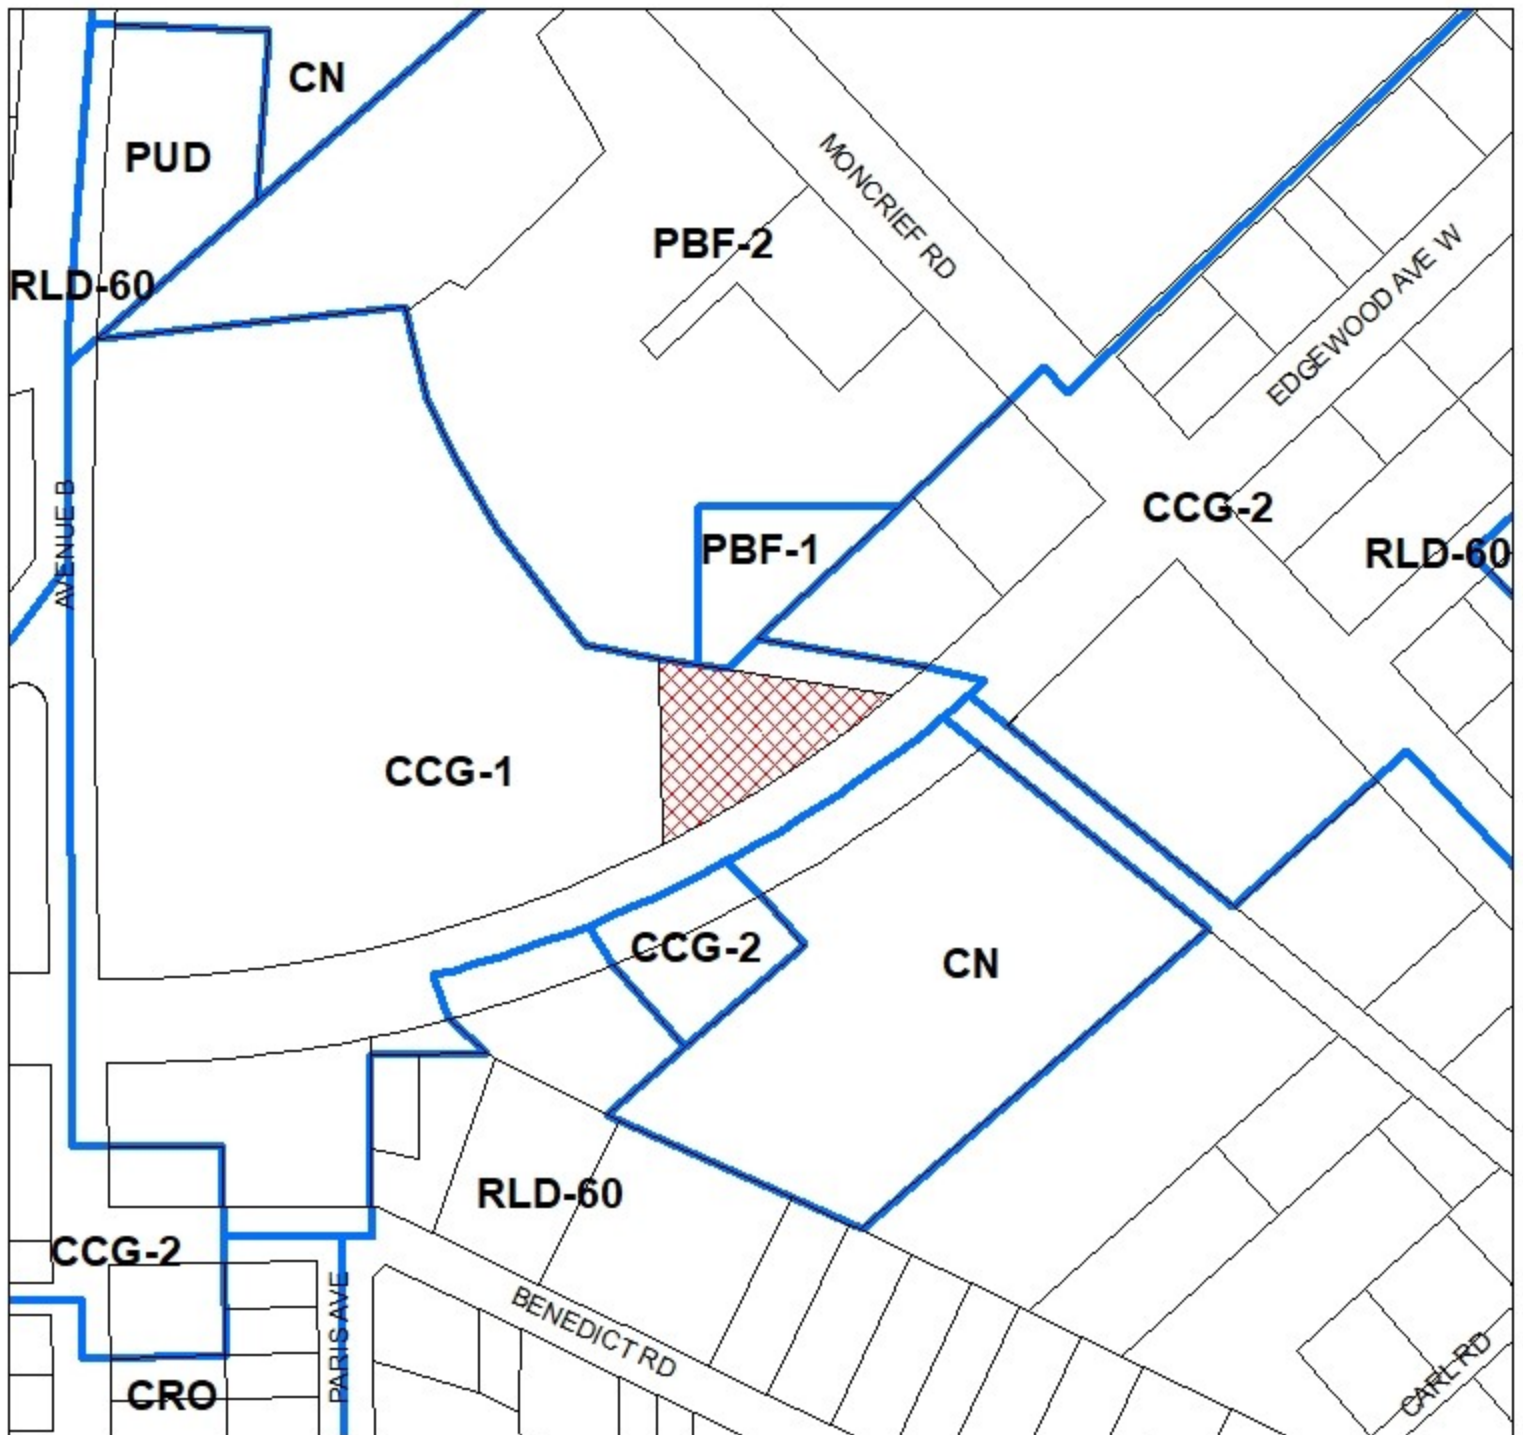 CN
PUD
MONCRIEF RD
PBF-2
RLD-60
EDGEWOOD AVE W
AVENUE B
CCG-2
PBF-1
RLD-60
CCG-1
CCG-2
CN
RLD-60
CCG-2
PARIS AVE
BENEDICT RD
CRO
CARL RD